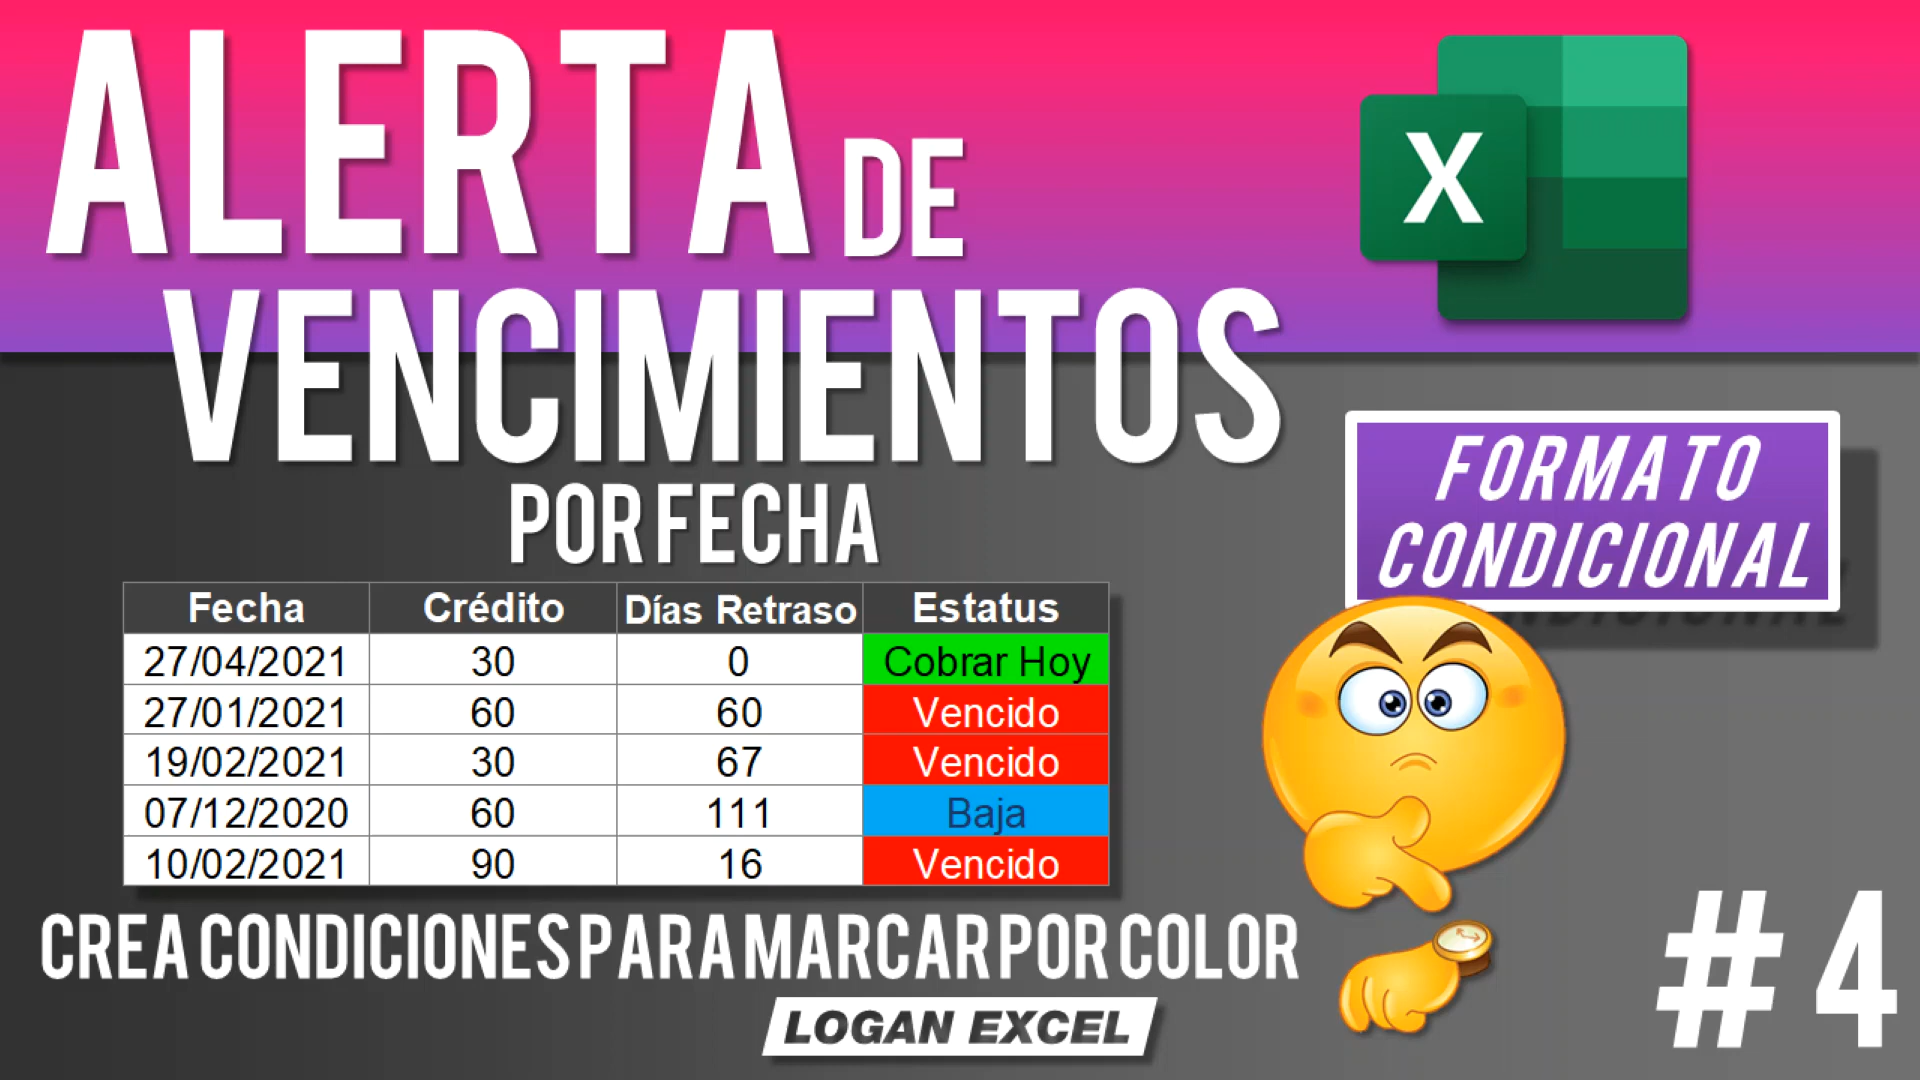 ALERTA DE
VENCIMIENTOS
POR FECHA
X
FORMATO
CONDICIONAL
Fecha Crédito Días Retraso Estatus
27/04/2021 30 0 Cobrar Hoy
27/01/2021 60 60 Vencido
19/02/2021 30 67 Vencido
07/12/2020 60 111 Baja
10/02/2021 90 16 Vencido
CREA CONDICIONES PARA MARCAR POR COLOR
LOGAN EXCEL
# 4